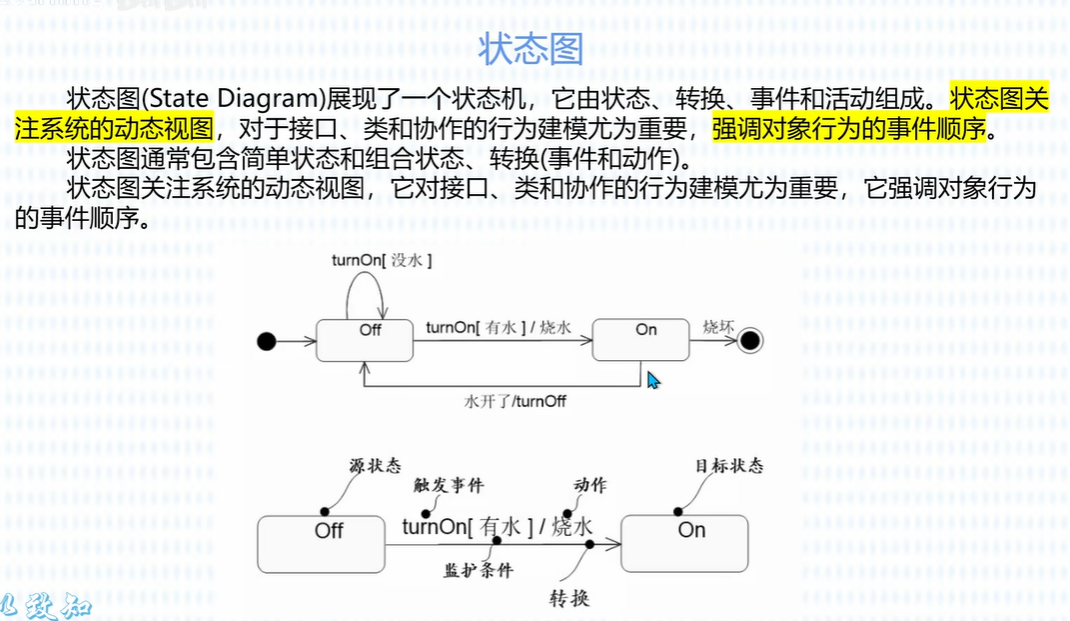 状态图
状态图(State Diagram)展现了一个状态机，它由状态、转换、事件和活动组成。状态图关
注系统的动态视图，对于接口、类和协作的行为建模尤为重要，强调对象行为的事件顺序。
状态图通常包含简单状态和组合状态、转换(事件和动作)。
状态图关注系统的动态视图，它对接口、类和协作的行为建模尤为重要，它强调对象行为
的事件顺序。
turnOn[ 没水 ]
Off
turnOn[ 有水 ] / 烧水
On
烧坏
水开了/turnOff
源状态
触发事件
动作
目标状态
Off
turnOn[ 有水 ] / 烧水
On
监护条件
转换
以致知